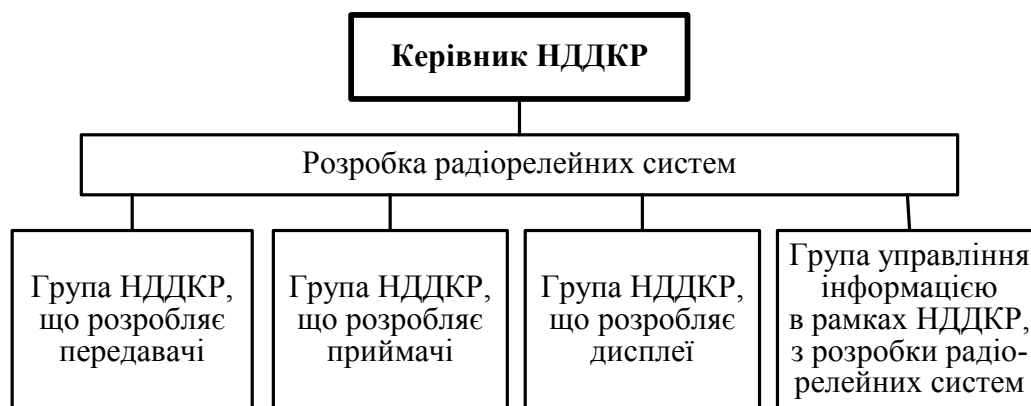 Керівник НДДКР
Розробка радіорелейних систем
Група НДДКР,
що розробляє
передавачі
Група НДДКР,
що розробляє
приймачі
Група НДДКР,
що розробляє
дисплеї
Група управління
інформацією
в рамках НДДКР,
з розробки радіо-
релейних систем